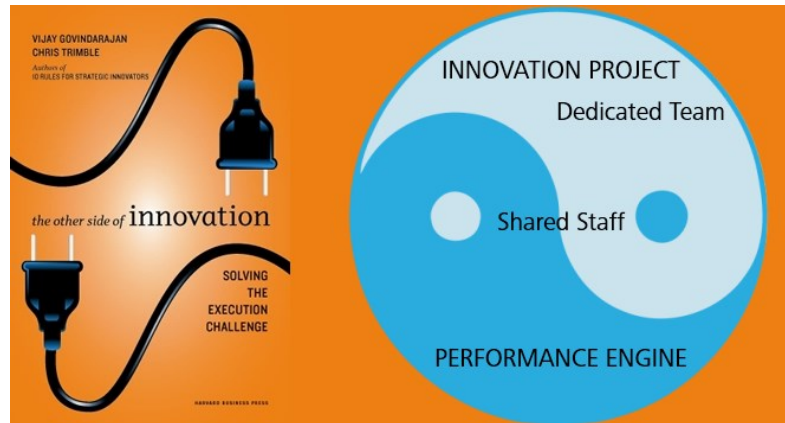 VIJAY GOVINDARAJAN
CHRIS TRIMBLE
Authors of
10 RULES FOR STRATEGIC INNOVATORS
the other side of innovation
SOLVING
THE
EXECUTION
CHALLENGE
HARVARD BUSINESS PRESS
INNOVATION PROJECT
Dedicated Team
Shared Staff
PERFORMANCE ENGINE